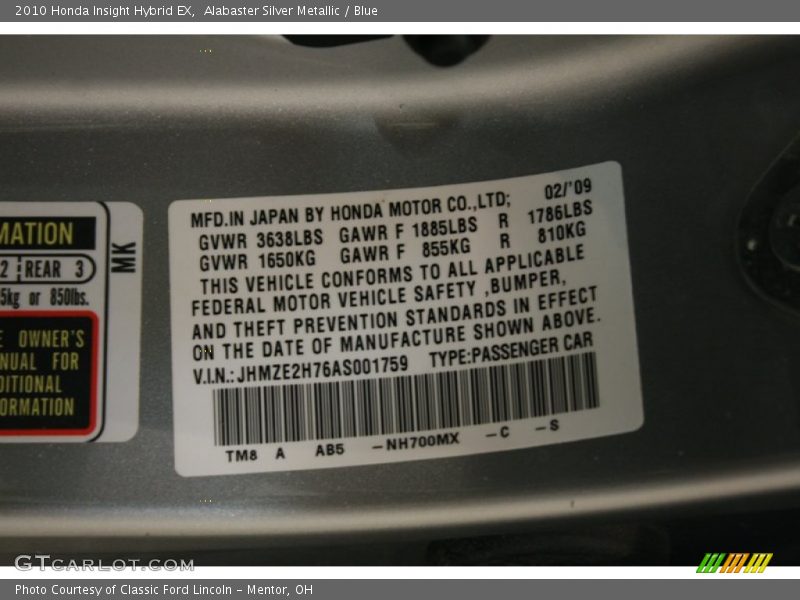 2010 Honda Insight Hybrid EX, Alabaster Silver Metallic / Blue
MATION
2 REAR 3
5kg or 850lbs.
OWNER'S
NUAL FOR
DITIONAL
ORMATION
MK
MFD.IN JAPAN BY HONDA MOTOR CO.,LTD; 02/'09
GVWR 3638LBS GAWR F 1885LBS R 1786LBS
GVWR 1650KG GAWR F 855KG R 810KG
THIS VEHICLE CONFORMS TO ALL APPLICABLE
FEDERAL MOTOR VEHICLE SAFETY ,BUMPER,
AND THEFT PREVENTION STANDARDS IN EFFECT
ON THE DATE OF MANUFACTURE SHOWN ABOVE.
V.I.N.:JHMZE2H76AS001759 TYPE:PASSENGER CAR
TM8 A AB5 -NH700MX -C -S
GTCARLOT.COM
Photo Courtesy of Classic Ford Lincoln - Mentor, OH